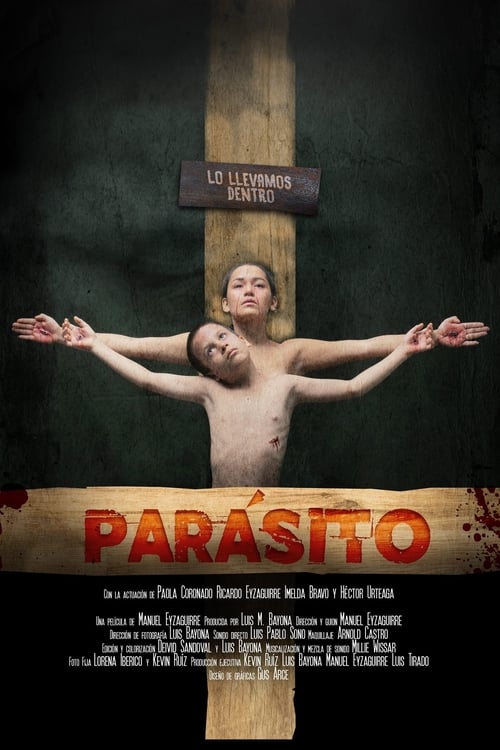 LO LLEVAMOS
DENTRO
PARÁSITO
CON LA ACTUACIÓN DE PAOLA CORONADO RICARDO EYZAGUIRRE IMELDA BRAVO Y HÉCTOR URTEAGA
UNA PELÍCULA DE MANUEL EYZAGUIRRE PRODUCIDA POR LUIS M. BAYONA DIRECCIÓN Y GUION MANUEL EYZAGUIRRE
DIRECCIÓN DE FOTOGRAFÍA LUIS BAYONA SONIDO DIRECTO LUIS PABLO SONO MAQUILLAJE ARNOLD CASTRO
EDICIÓN Y COLORIZACIÓN DEIVID SANDOVAL Y LUIS BAYONA MUSICALIZACIÓN Y MEZCLA DE SONIDO MILLIE WISSAR
FOTO FIJA LORENA IBERICO Y KEVIN RUÍZ PRODUCCIÓN EJECUTIVA KEVIN RUÍZ LUIS BAYONA MANUEL EYZAGUIRRE LUIS TIRADO
DISEÑO DE GRÁFICAS GUS ARCE